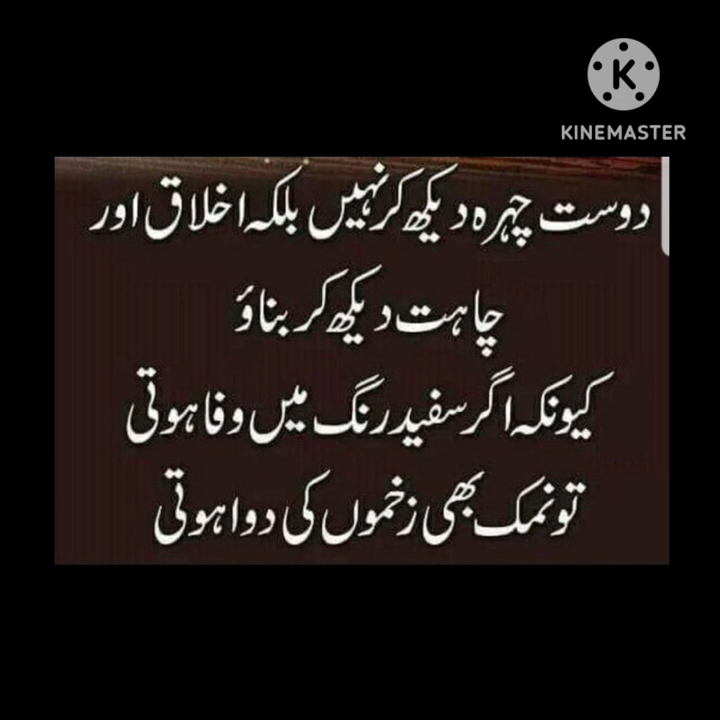 KINEMASTER
دوست چہرہ دیکھ کر نہیں بلکہ اخلاق اور
چاہت دیکھ کر بناؤ
کیونکہ اگر سفید رنگ میں وفا ہوتی
تو نمک بھی زخموں کی دوا ہوتی